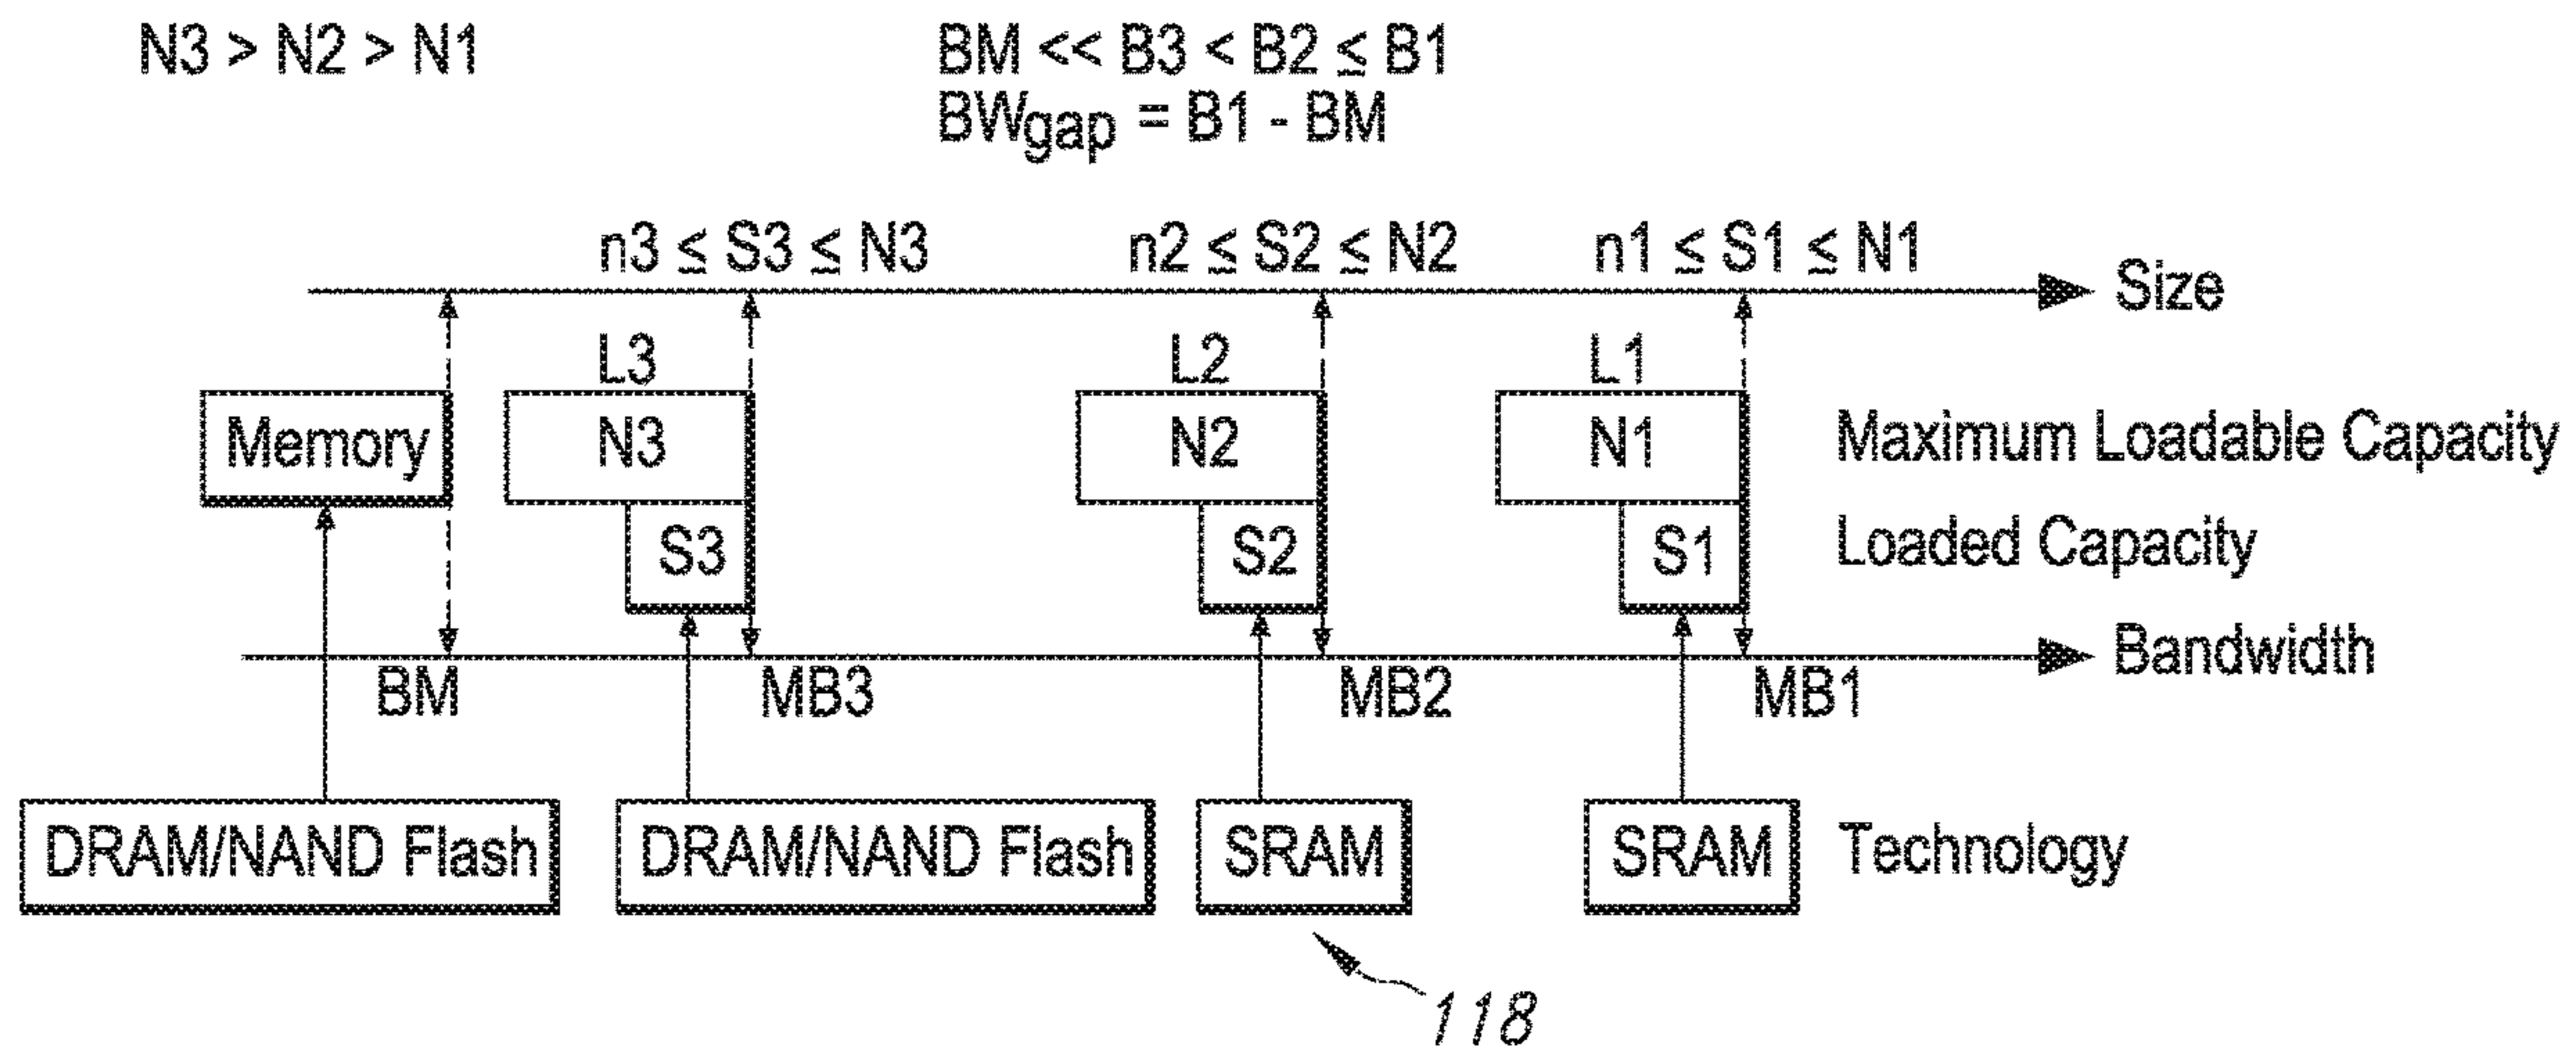 N3 > N2 > N1
BM << B3 < B2 ≤ B1
BWgap = B1 - BM
n3 ≤ S3 ≤ N3
n2 ≤ S2 ≤ N2
n1 ≤ S1 ≤ N1
Size
L3
L2
L1
Memory
N3
N2
N1
Maximum Loadable Capacity
S3
S2
S1
Loaded Capacity
Bandwidth
BM
MB3
MB2
MB1
DRAM/NAND Flash
DRAM/NAND Flash
SRAM
SRAM
Technology
118